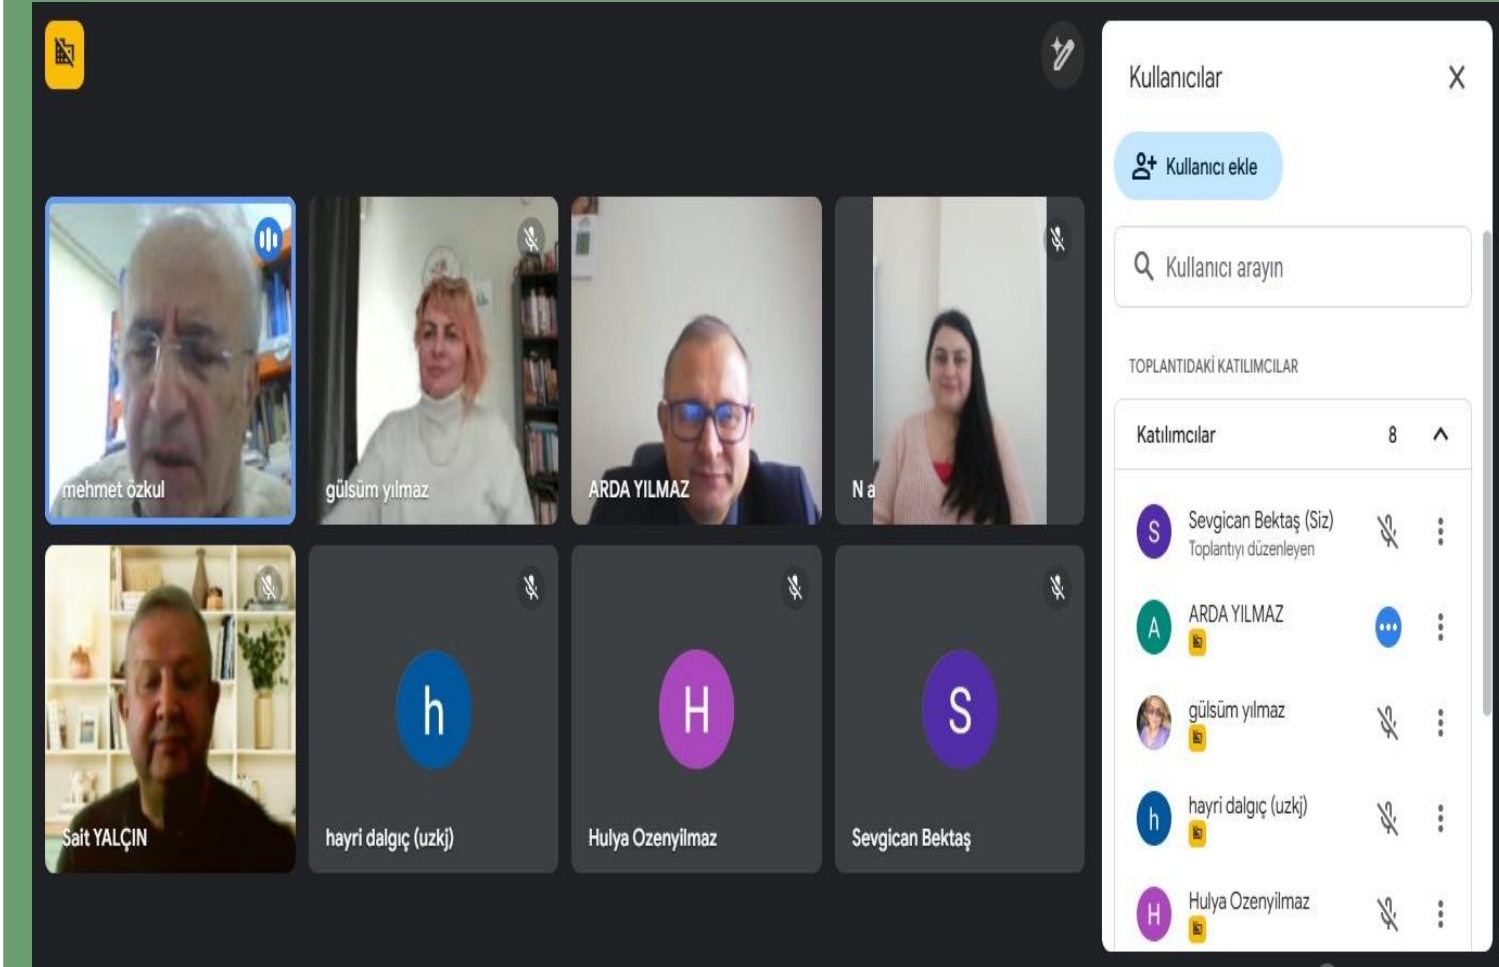 mehmet özkul
gülsüm yılmaz
ARDA YILMAZ
N a
Sait YALÇIN
h
hayri dalgıç (uzkj)
H
Hulya Ozenyilmaz
S
Sevgican Bektaş
Kullanıcılar
Kullanıcı ekle
Kullanıcı arayın
TOPLANTIDAKİ KATILIMCILAR
Katılımcılar 8
S
Sevgican Bektaş (Siz)
Toplantıyı düzenleyen
A
ARDA YILMAZ
gülsüm yılmaz
h
hayri dalgıç (uzkj)
H
Hulya Ozenyilmaz